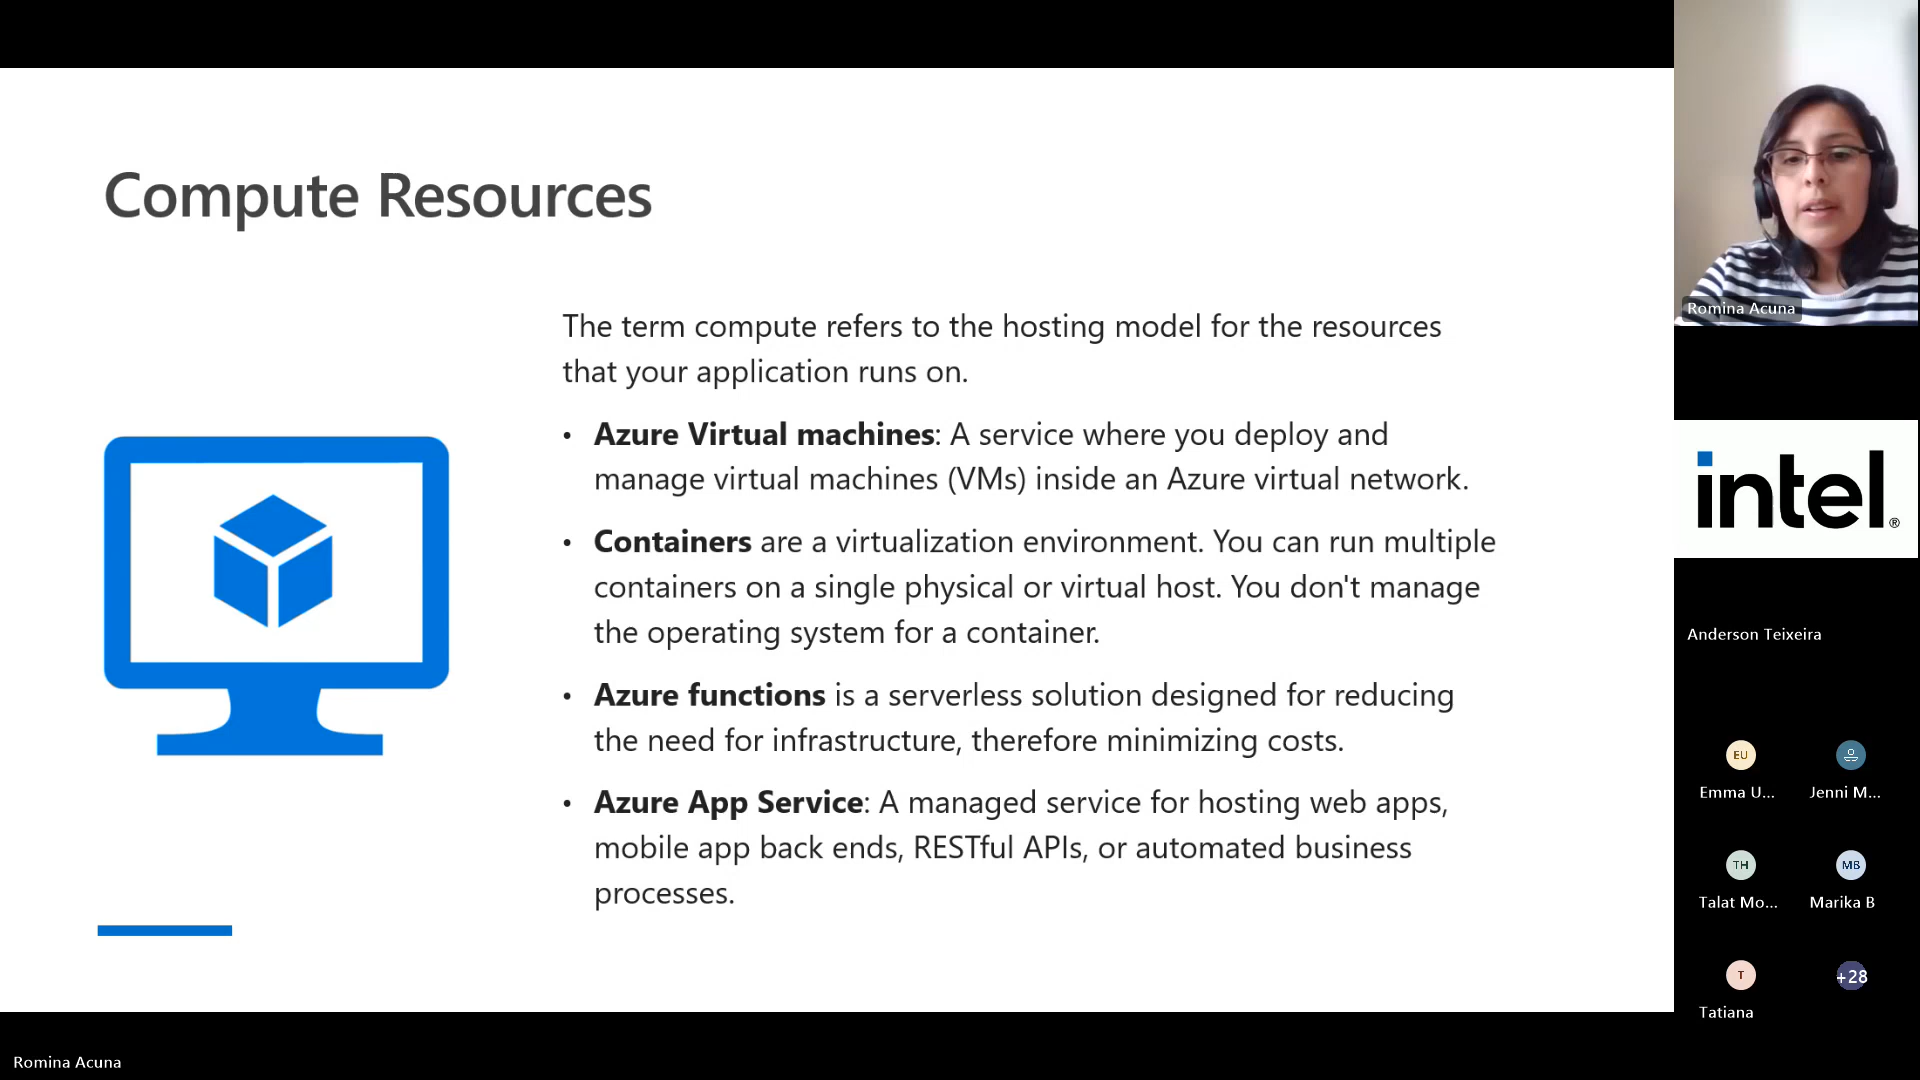 Compute Resources
The term compute refers to the hosting model for the resources
that your application runs on.
• Azure Virtual machines: A service where you deploy and
manage virtual machines (VMs) inside an Azure virtual network.
• Containers are a virtualization environment. You can run multiple
containers on a single physical or virtual host. You don't manage
the operating system for a container.
• Azure functions is a serverless solution designed for reducing
the need for infrastructure, therefore minimizing costs.
• Azure App Service: A managed service for hosting web apps,
mobile app back ends, RESTful APIs, or automated business
processes.
Romina Acuna
intel®
Anderson Teixeira
EU
Emma U...
Jenni M...
TH
Talat Mo...
MB
Marika B
T
Tatiana
+28
Romina Acuna